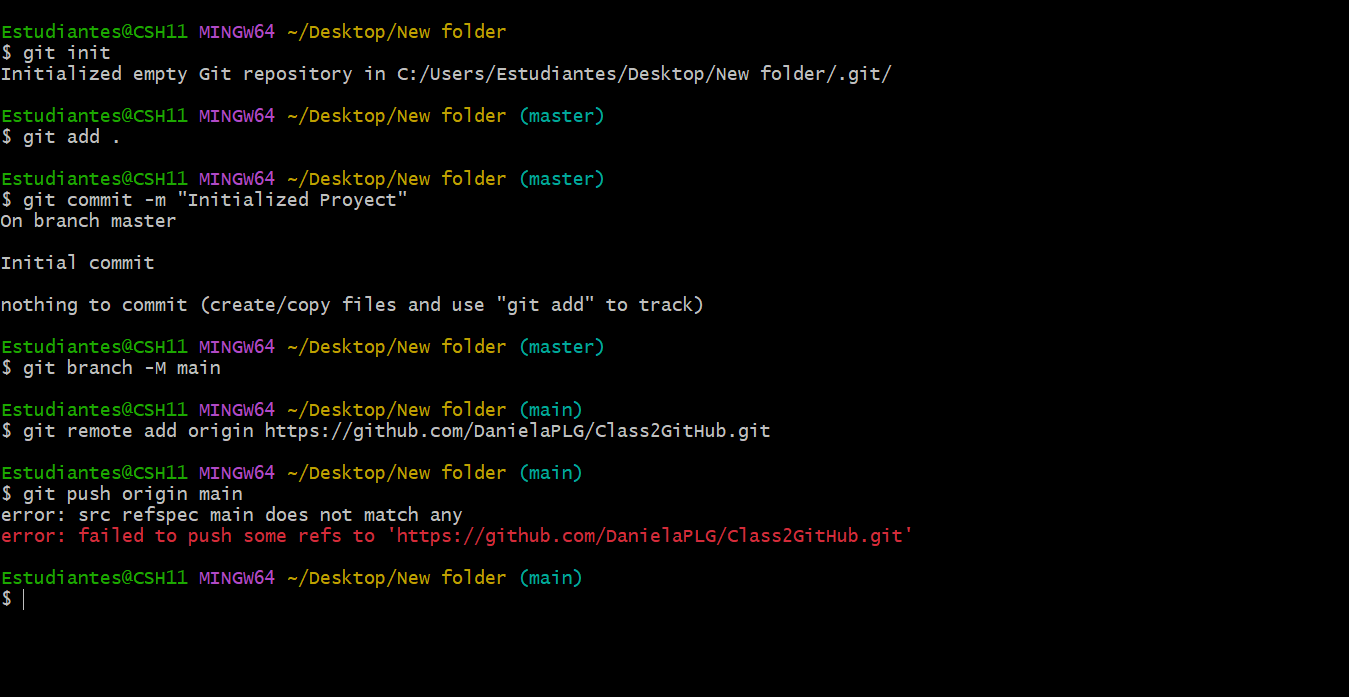 Estudiantes@CSH11 MINGW64 ~/Desktop/New folder
$ git init
Initialized empty Git repository in C:/Users/Estudiantes/Desktop/New folder/.git/
Estudiantes@CSH11 MINGW64 ~/Desktop/New folder (master)
$ git add .
Estudiantes@CSH11 MINGW64 ~/Desktop/New folder (master)
$ git commit -m "Initialized Proyect"
On branch master
Initial commit
nothing to commit (create/copy files and use "git add" to track)
Estudiantes@CSH11 MINGW64 ~/Desktop/New folder (master)
$ git branch -M main
Estudiantes@CSH11 MINGW64 ~/Desktop/New folder (main)
$ git remote add origin https://github.com/DanielaPLG/Class2GitHub.git
Estudiantes@CSH11 MINGW64 ~/Desktop/New folder (main)
$ git push origin main
error: src refspec main does not match any
error: failed to push some refs to 'https://github.com/DanielaPLG/Class2GitHub.git'
Estudiantes@CSH11 MINGW64 ~/Desktop/New folder (main)
$